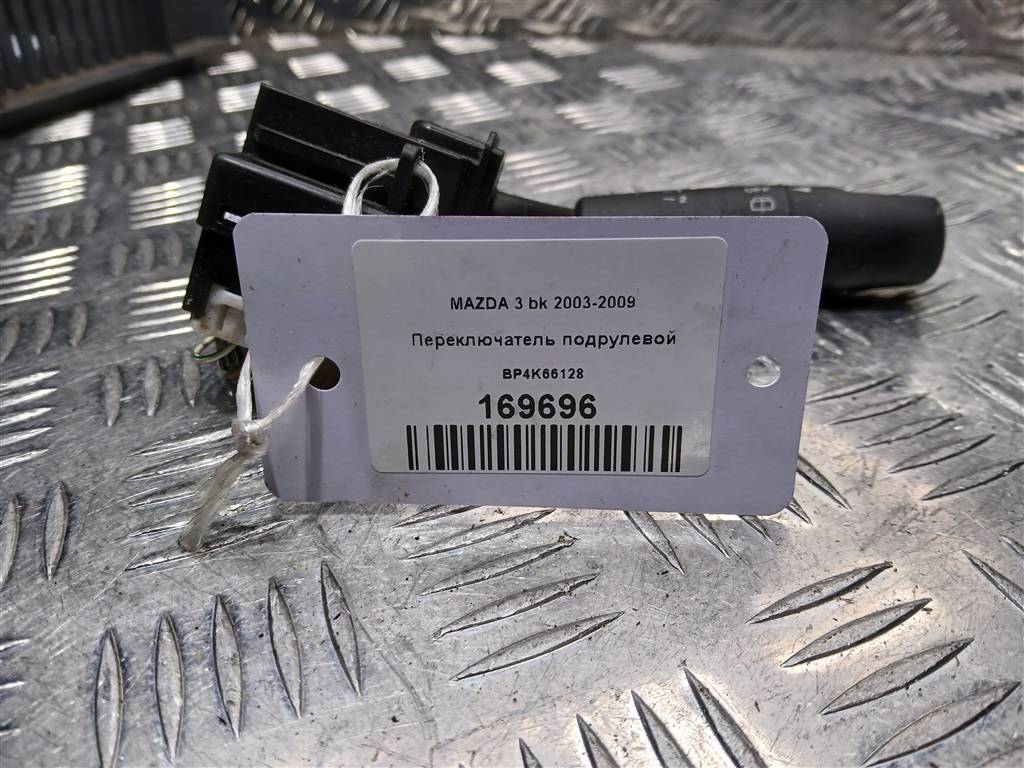 MAZDA 3 bk 2003-2009
Переключатель подрулевой
BP4K66128
169696